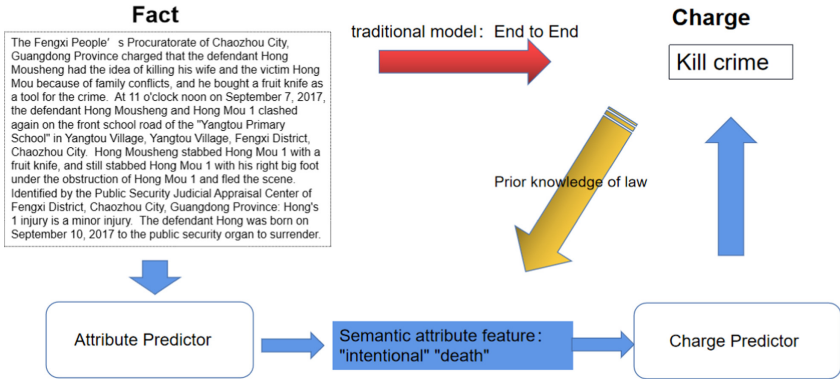 Fact
The Fengxi People's Procuratorate of Chaozhou City,
Guangdong Province charged that the defendant Hong
Mousheng had the idea of killing his wife and the victim Hong
Mou because of family conflicts, and he bought a fruit knife as
a tool for the crime. At 11 o'clock noon on September 7, 2017,
the defendant Hong Mousheng and Hong Mou 1 clashed
again on the front school road of the "Yangtou Primary
School" in Yangtou Village, Yangtou Village, Fengxi District,
Chaozhou City. Hong Mousheng stabbed Hong Mou 1 with a
fruit knife, and still stabbed Hong Mou 1 with his right big foot
under the obstruction of Hong Mou 1 and fled the scene.
Identified by the Public Security Judicial Appraisal Center of
Fengxi District, Chaozhou City, Guangdong Province: Hong's
1 injury is a minor injury. The defendant Hong was born on
September 10, 2017 to the public security organ to surrender.
traditional model: End to End
Charge
Kill crime
Prior knowledge of law
Attribute Predictor
Semantic attribute feature:
"intentional" "death"
Charge Predictor